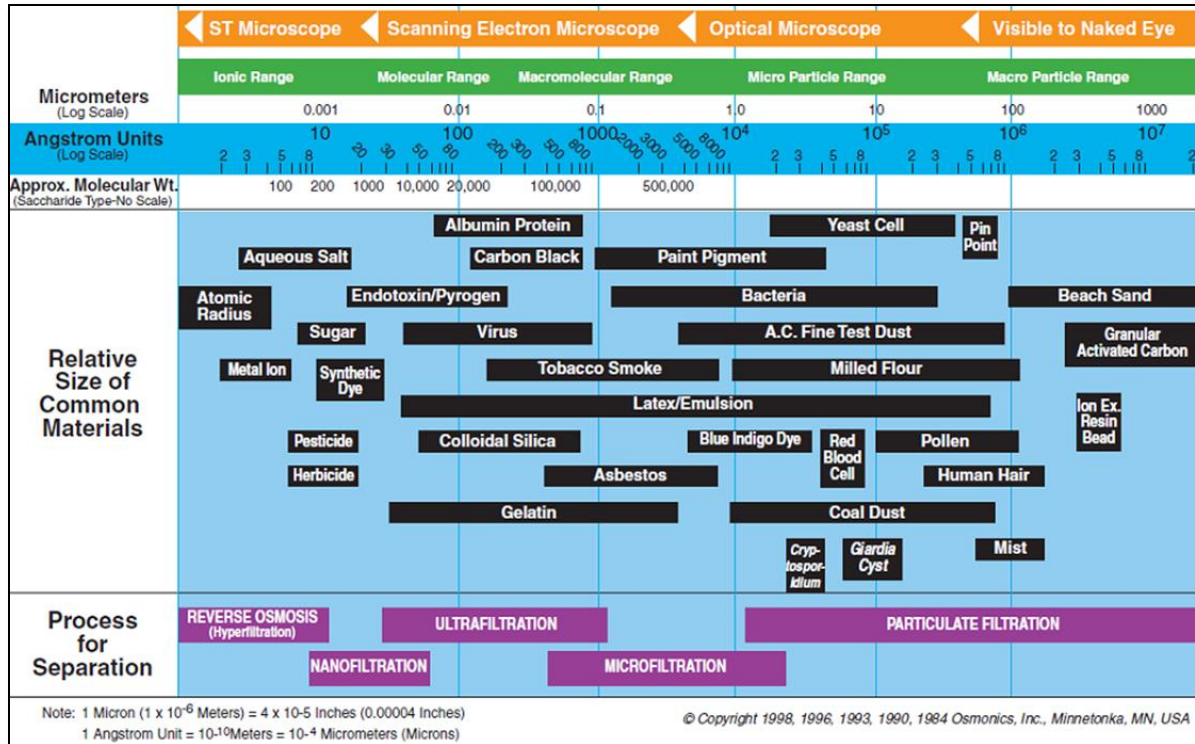 ST Microscope Scanning Electron Microscope Optical Microscope Visible to Naked Eye
Ionic Range Molecular Range Macromolecular Range Micro Particle Range Macro Particle Range
Micrometers
(Log Scale)
0.001 0.01 0.1 1.0 10 100 1000
Angstrom Units
(Log Scale)
10 100 1000 10⁴ 10⁵ 10⁶ 10⁷
2 3 5 8 20 30 50 80 200 300 500 800 2000 3000 5000 8000 2 3 5 8 2 3 5 8 2 3 5 8 2
Approx. Molecular Wt.
(Saccharide Type-No Scale)
100 200 1000 10,000 20,000 100,000 500,000
Relative
Size of
Common
Materials
Albumin Protein Yeast Cell Pin
Point
Aqueous Salt Carbon Black Paint Pigment
Atomic
Radius
Endotoxin/Pyrogen Bacteria Beach Sand
Sugar Virus A.C. Fine Test Dust Granular
Activated Carbon
Metal Ion Synthetic
Dye
Tobacco Smoke Milled Flour
Latex/Emulsion Ion Ex.
Resin
Bead
Pesticide Colloidal Silica Blue Indigo Dye Red
Blood
Cell
Pollen
Herbicide Asbestos Human Hair
Gelatin Coal Dust
Cryp-
tospor-
idium
Giardia
Cyst
Mist
Process
for
Separation
REVERSE OSMOSIS
(Hyperfiltration)
ULTRAFILTRATION PARTICULATE FILTRATION
NANOFILTRATION MICROFILTRATION
Note: 1 Micron (1 x 10⁻⁶ Meters) = 4 x 10-5 Inches (0.00004 Inches)
1 Angstrom Unit = 10⁻¹⁰Meters = 10⁻⁴ Micrometers (Microns)
© Copyright 1998, 1996, 1993, 1990, 1984 Osmonics, Inc., Minnetonka, MN, USA